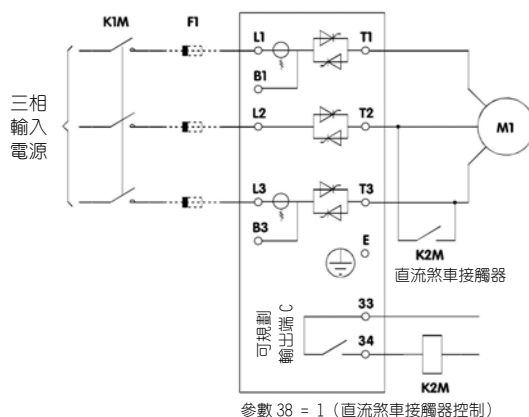 K1M
F1
L1
T1
B1
三相
輸入
電源
L2
T2
M1
L3
T3
B3
E
K2M
直流煞車接觸器
可規劃
輸出端 C
33
34
K2M
參數 38 = 1（直流煞車接觸器控制）